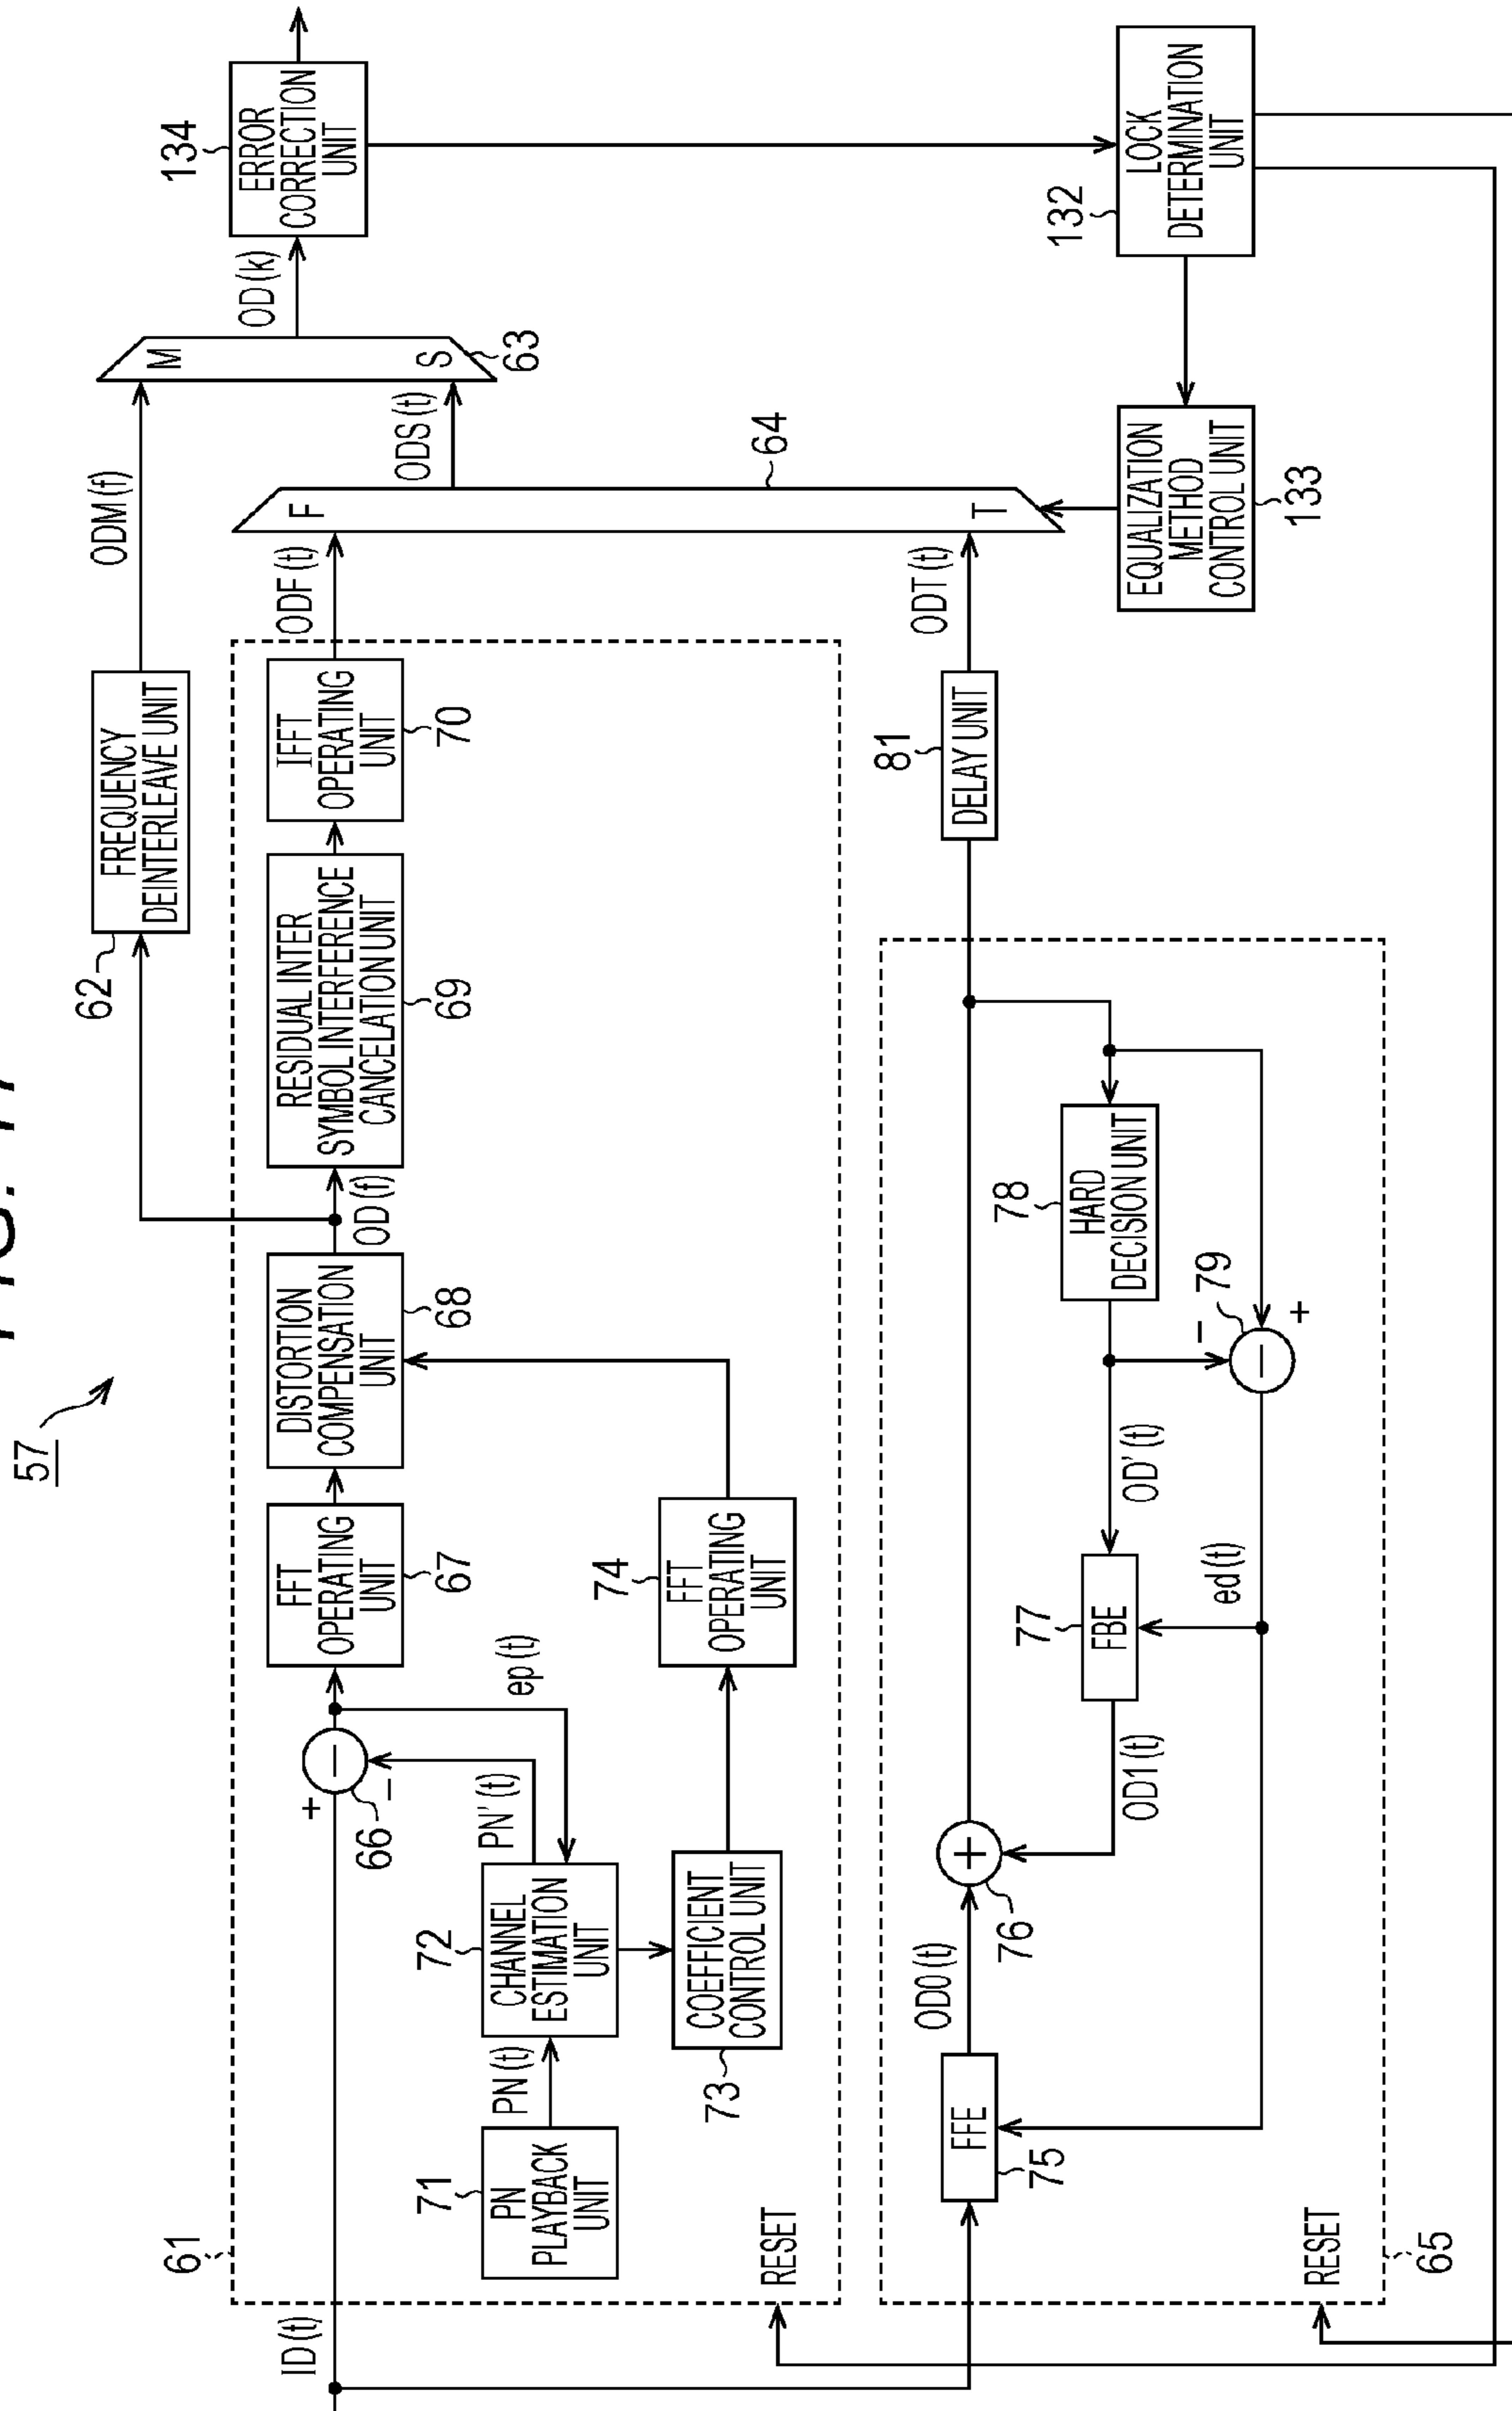 57
61
ID (t)
+
−
−
66
PN' (t)
ep (t)
71
PN
PLAYBACK
UNIT
PN (t)
72
CHANNEL
ESTIMATION
UNIT
73
COEFFICIENT
CONTROL UNIT
FFT
OPERATING
UNIT
67
74
FFT
OPERATING
UNIT
DISTORTION
COMPENSATION
UNIT
68
OD (f)
RESIDUAL INTER
SYMBOL INTERFERENCE
CANCELATION UNIT
69
IFFT
OPERATING
UNIT
70
62
FREQUENCY
DEINTERLEAVE UNIT
ODM (f)
ODF (t)
F
T
64
ODS (t)
M
S
63
OD (k)
134
ERROR
CORRECTION
UNIT
RESET
FFE
75
OD0 (t)
+
76
OD1 (t)
77
FBE
OD' (t)
ed (t)
78
HARD
DECISION UNIT
−
79
−
+
81
DELAY UNIT
ODT (t)
EQUALIZATION
METHOD
CONTROL UNIT
133
132
LOCK
DETERMINATION
UNIT
RESET
65